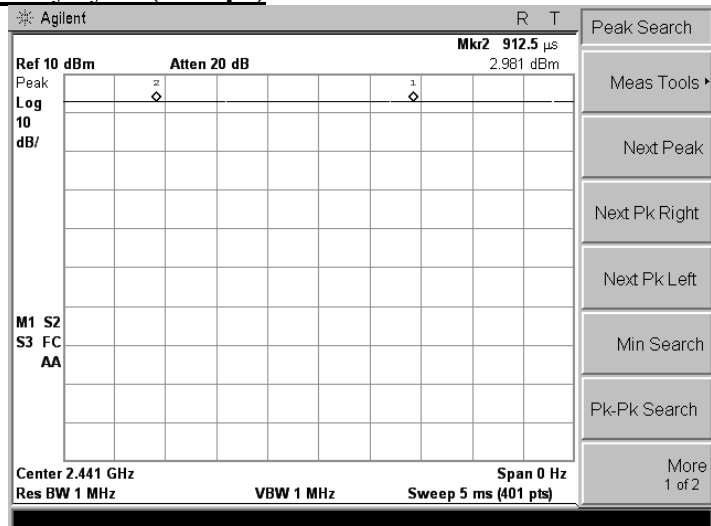 Agilent
R T
Peak Search
Mkr2 912.5 µs
Ref 10 dBm Atten 20 dB 2.981 dBm
Peak
Log
10
dB/
2
1
Meas Tools
Next Peak
Next Pk Right
Next Pk Left
M1 S2
S3 FC
AA
Min Search
Pk-Pk Search
Center 2.441 GHz Span 0 Hz
Res BW 1 MHz VBW 1 MHz Sweep 5 ms (401 pts)
More
1 of 2